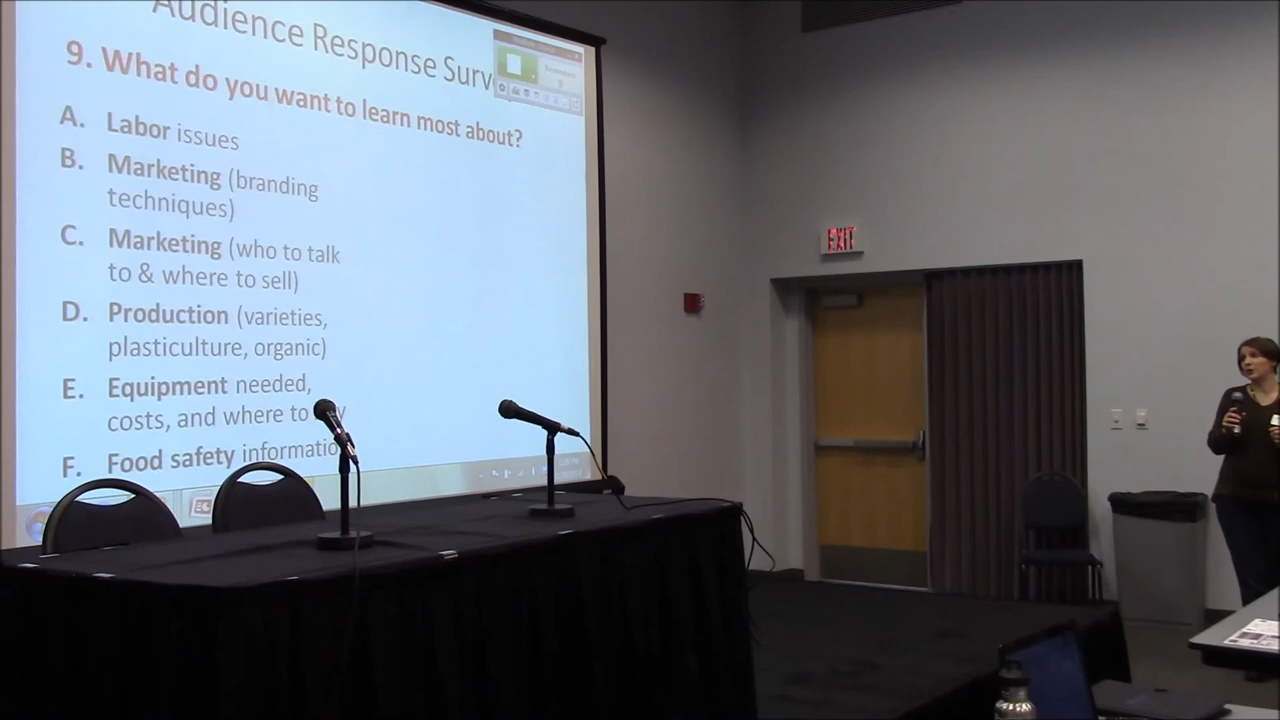 Audience Response Surve
9. What do you want to learn most about?
A. Labor issues
B. Marketing (branding
techniques)
C. Marketing (who to talk
to & where to sell)
D. Production (varieties,
plasticulture, organic)
E. Equipment needed,
costs, and where to
F. Food safety informatio
EXIT